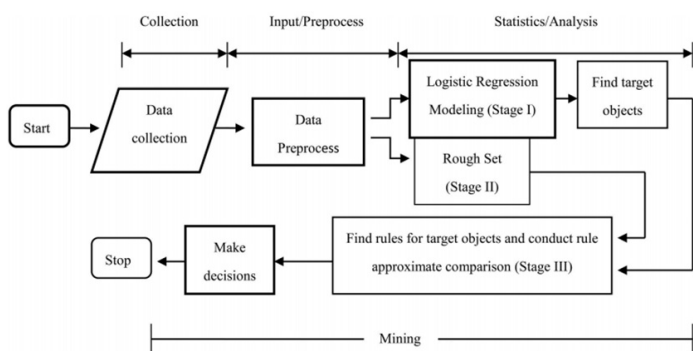 Collection
Input/Preprocess
Statistics/Analysis
Start
Data
collection
Data
Preprocess
Logistic Regression
Modeling (Stage I)
Find target
objects
Rough Set
(Stage II)
Stop
Make
decisions
Find rules for target objects and conduct rule
approximate comparison (Stage III)
Mining